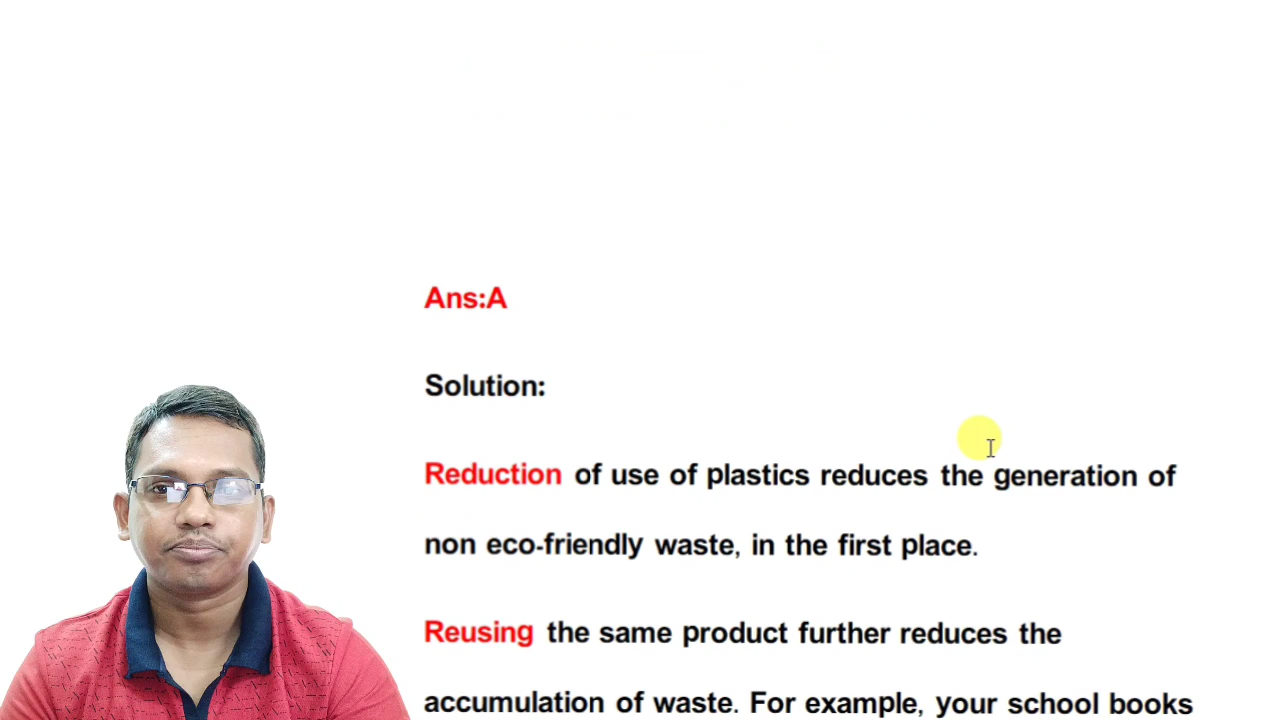 Ans:A
Solution:
Reduction of use of plastics reduces the generation of
non eco-friendly waste, in the first place.
Reusing the same product further reduces the
accumulation of waste. For example, your school books